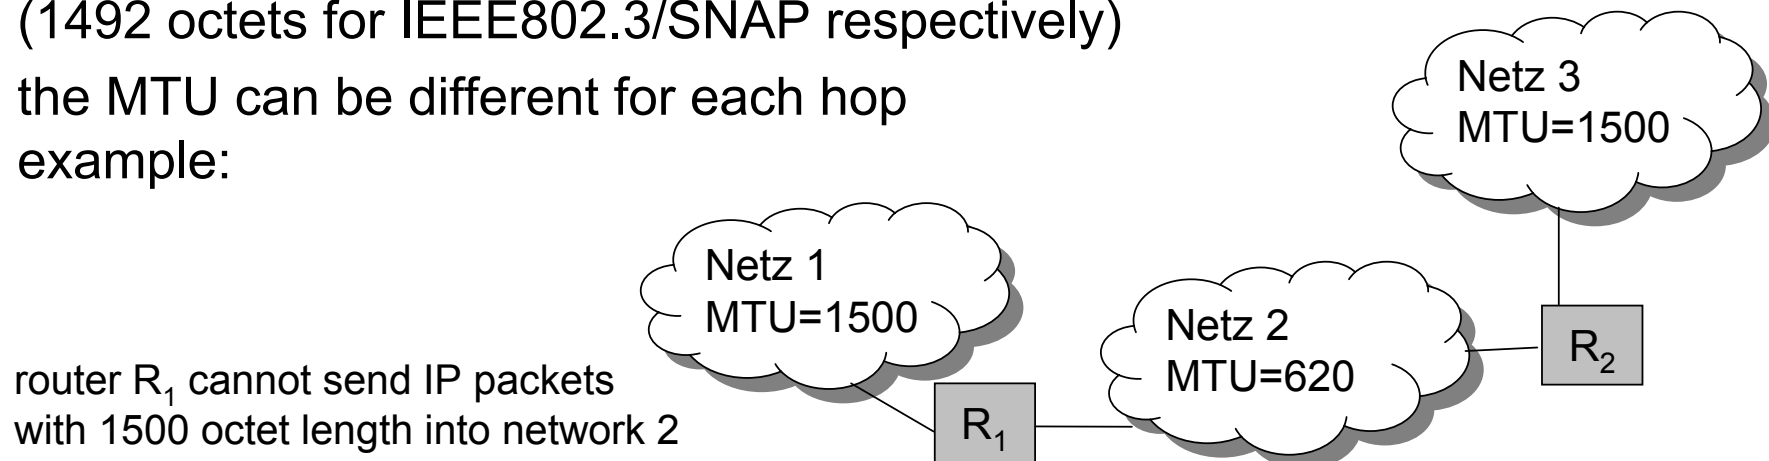 (1492 octets for IEEE802.3/SNAP respectively)
the MTU can be different for each hop
example:
Netz 3
MTU=1500
Netz 1
MTU=1500
Netz 2
MTU=620
R₂
router R₁ cannot send IP packets
with 1500 octet length into network 2
R₁